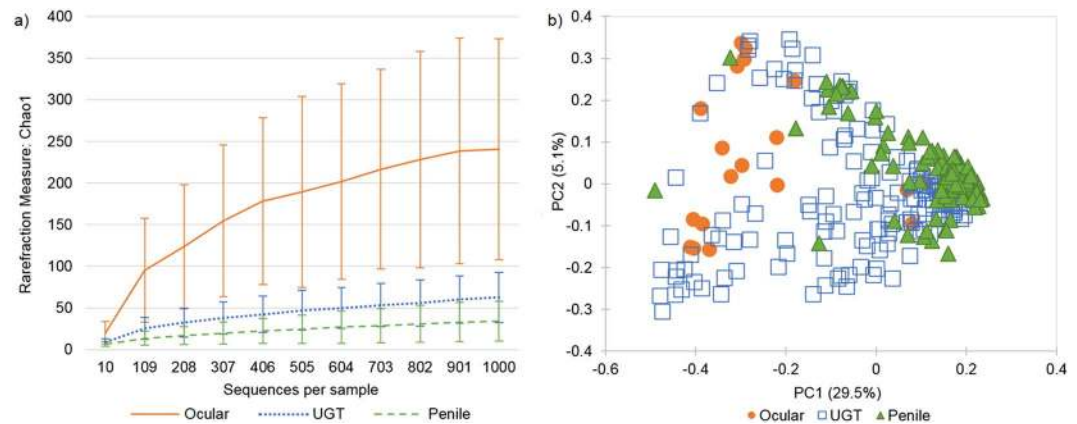 a)
Rarefraction Measure: Chao1
400
350
300
250
200
150
100
50
0
10 109 208 307 406 505 604 703 802 901 1000
Sequences per sample
Ocular UGT Penile
b)
PC2 (5.1%)
0.4
0.3
0.2
0.1
0
-0.1
-0.2
-0.3
-0.4
-0.6 -0.4 -0.2 0 0.2 0.4
PC1 (29.5%)
Ocular UGT Penile